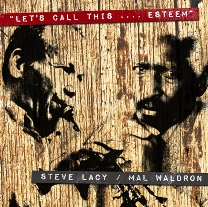 "LET'S CALL THIS .... ESTEEM"
STEVE LACY / MAL WALDRON